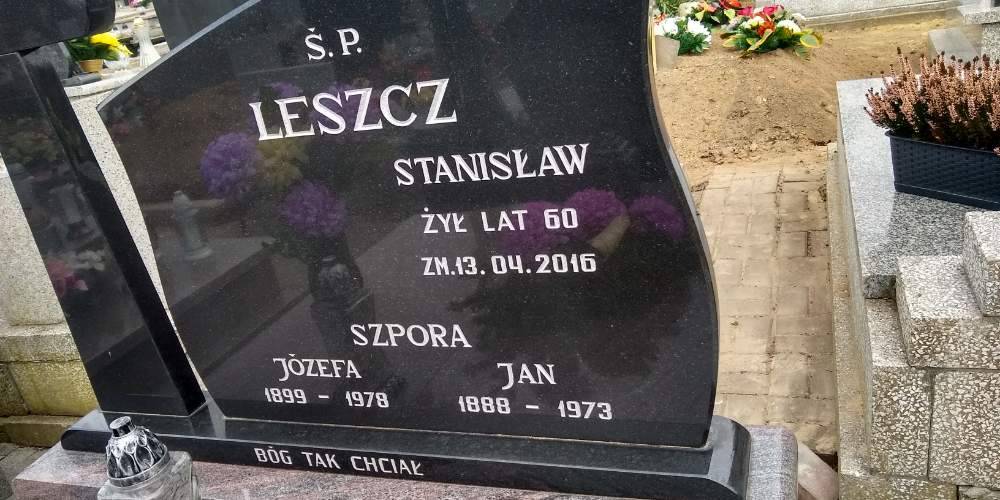 Ś.P.
LESZCZ
STANISŁAW
ŻYŁ LAT 60
ZM.13.04.2016
SZPORA
JÓZEFA JAN
1899 - 1978 1888 - 1973
BÓG TAK CHCIAŁ